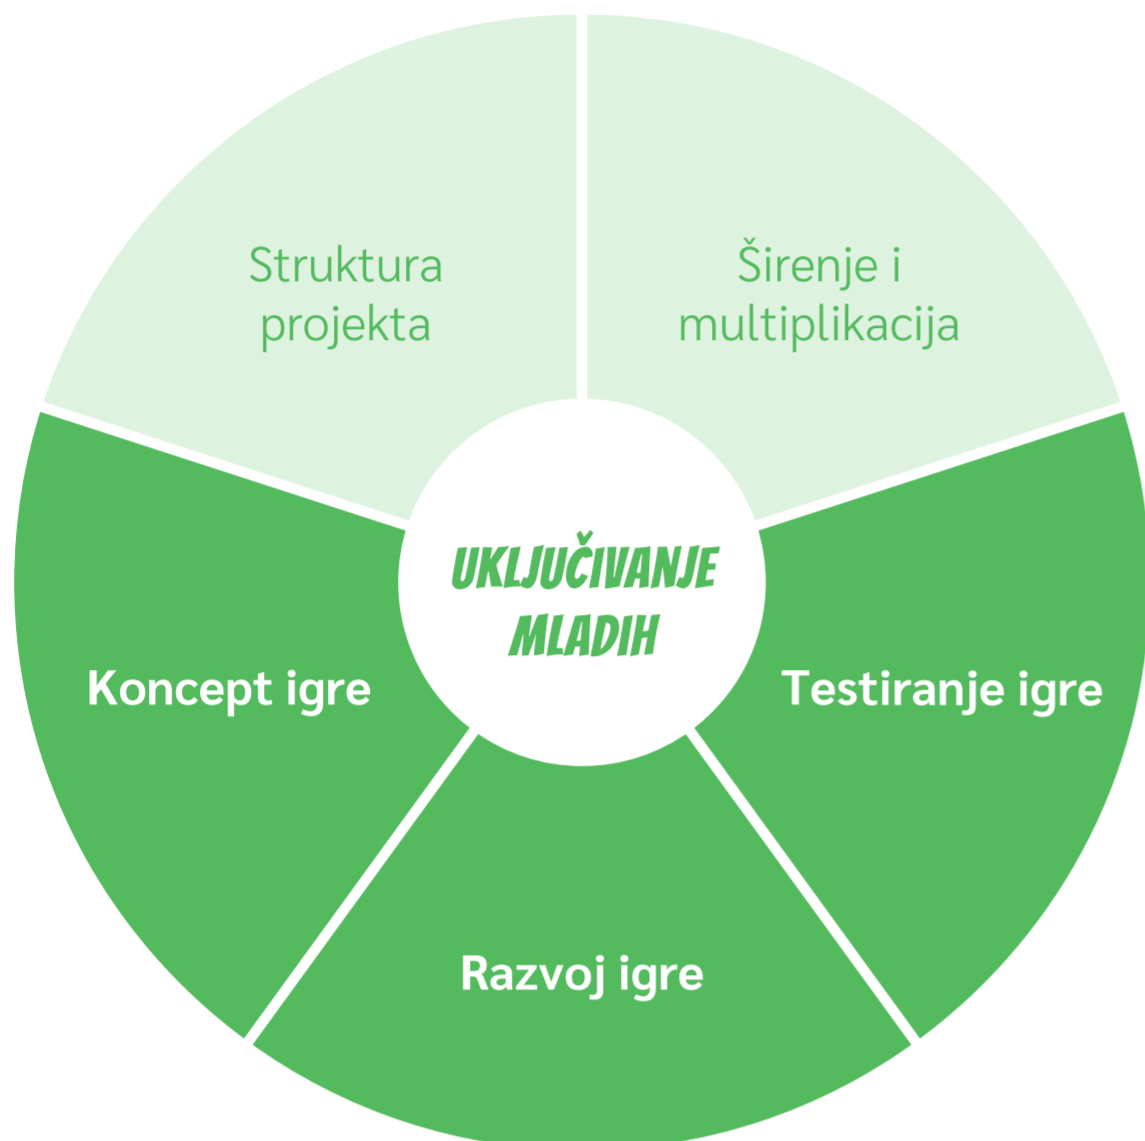 Struktura
projekta
Širenje i
multiplikacija
UKLJUČIVANJE
MLADIH
Koncept igre
Testiranje igre
Razvoj igre